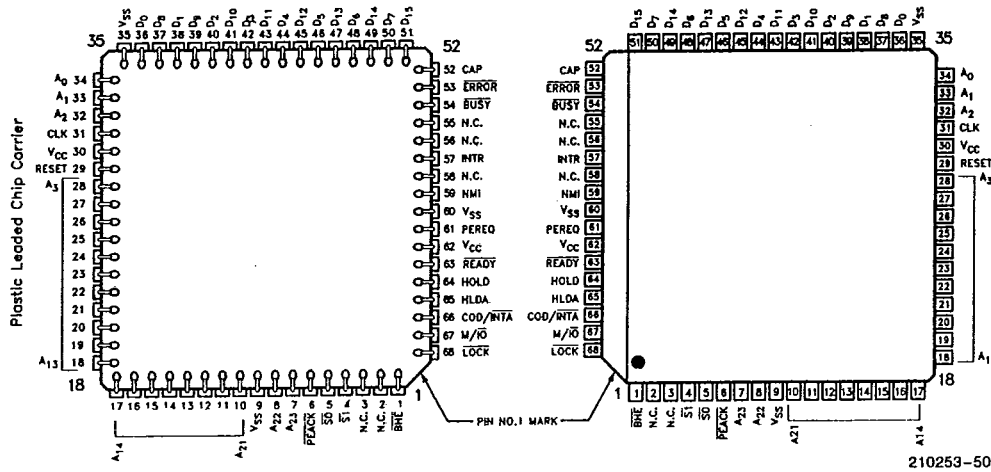 VSS D0 D8 D1 D9 D2 D10 D3 D11 D4 D12 D5 D13 D6 D14 D7 D15
35 36 37 38 39 40 41 42 43 44 45 46 47 48 49 50 51
35
52
A0 34
A1 33
A2 32
CLK 31
VCC 30
RESET 29
A3 28
27
26
25
24
23
22
21
20
19
A13 18
18
Plastic Leaded Chip Carrier
52 CAP
53 ERROR
54 BUSY
55 N.C.
56 N.C.
57 INTR
58 N.C.
59 NMI
60 VSS
61 PEREQ
62 VCC
63 READY
64 HOLD
65 HLDA
66 COD/INTA
67 M/IO
68 LOCK
1
17 16 15 14 13 12 11 10 9 8 7 6 5 4 3 2 1
A14 A21 VSS A22 A23 PEACK S0 S1 N.C. N.C. BHE
PIN NO.1 MARK
D15 D7 D14 D6 D13 D5 D12 D4 D11 D3 D10 D2 D9 D1 D8 D0 VSS
51 50 49 48 47 46 45 44 43 42 41 40 39 38 37 36 35
52
35
CAP 52
ERROR 53
BUSY 54
N.C. 55
N.C. 56
INTR 57
N.C. 58
NMI 59
VSS 60
PEREQ 61
VCC 62
READY 63
HOLD 64
HLDA 65
COD/INTA 66
M/IO 67
LOCK 68
34 A0
33 A1
32 A2
31 CLK
30 VCC
29 RESET
28 A3
27
26
25
24
23
22
21
20
19
18 A1
18
1
1 2 3 4 5 6 7 8 9 10 11 12 13 14 15 16 17
BHE N.C. N.C. S1 S0 PEACK A23 A22 VSS A21 A14
210253-50